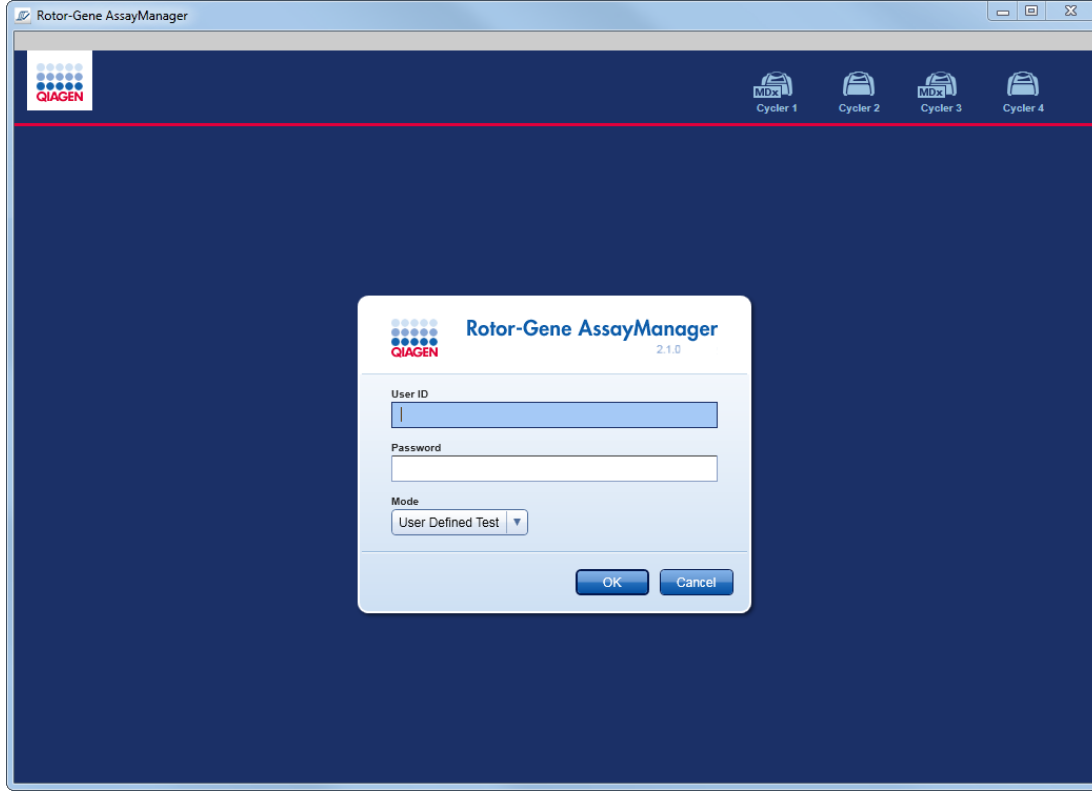 Rotor-Gene AssayManager
QIAGEN
MDx
MDx
Cycler 1
Cycler 2
Cycler 3
Cycler 4
QIAGEN
Rotor-Gene AssayManager
2.1.0
User ID
Password
Mode
User Defined Test
OK
Cancel